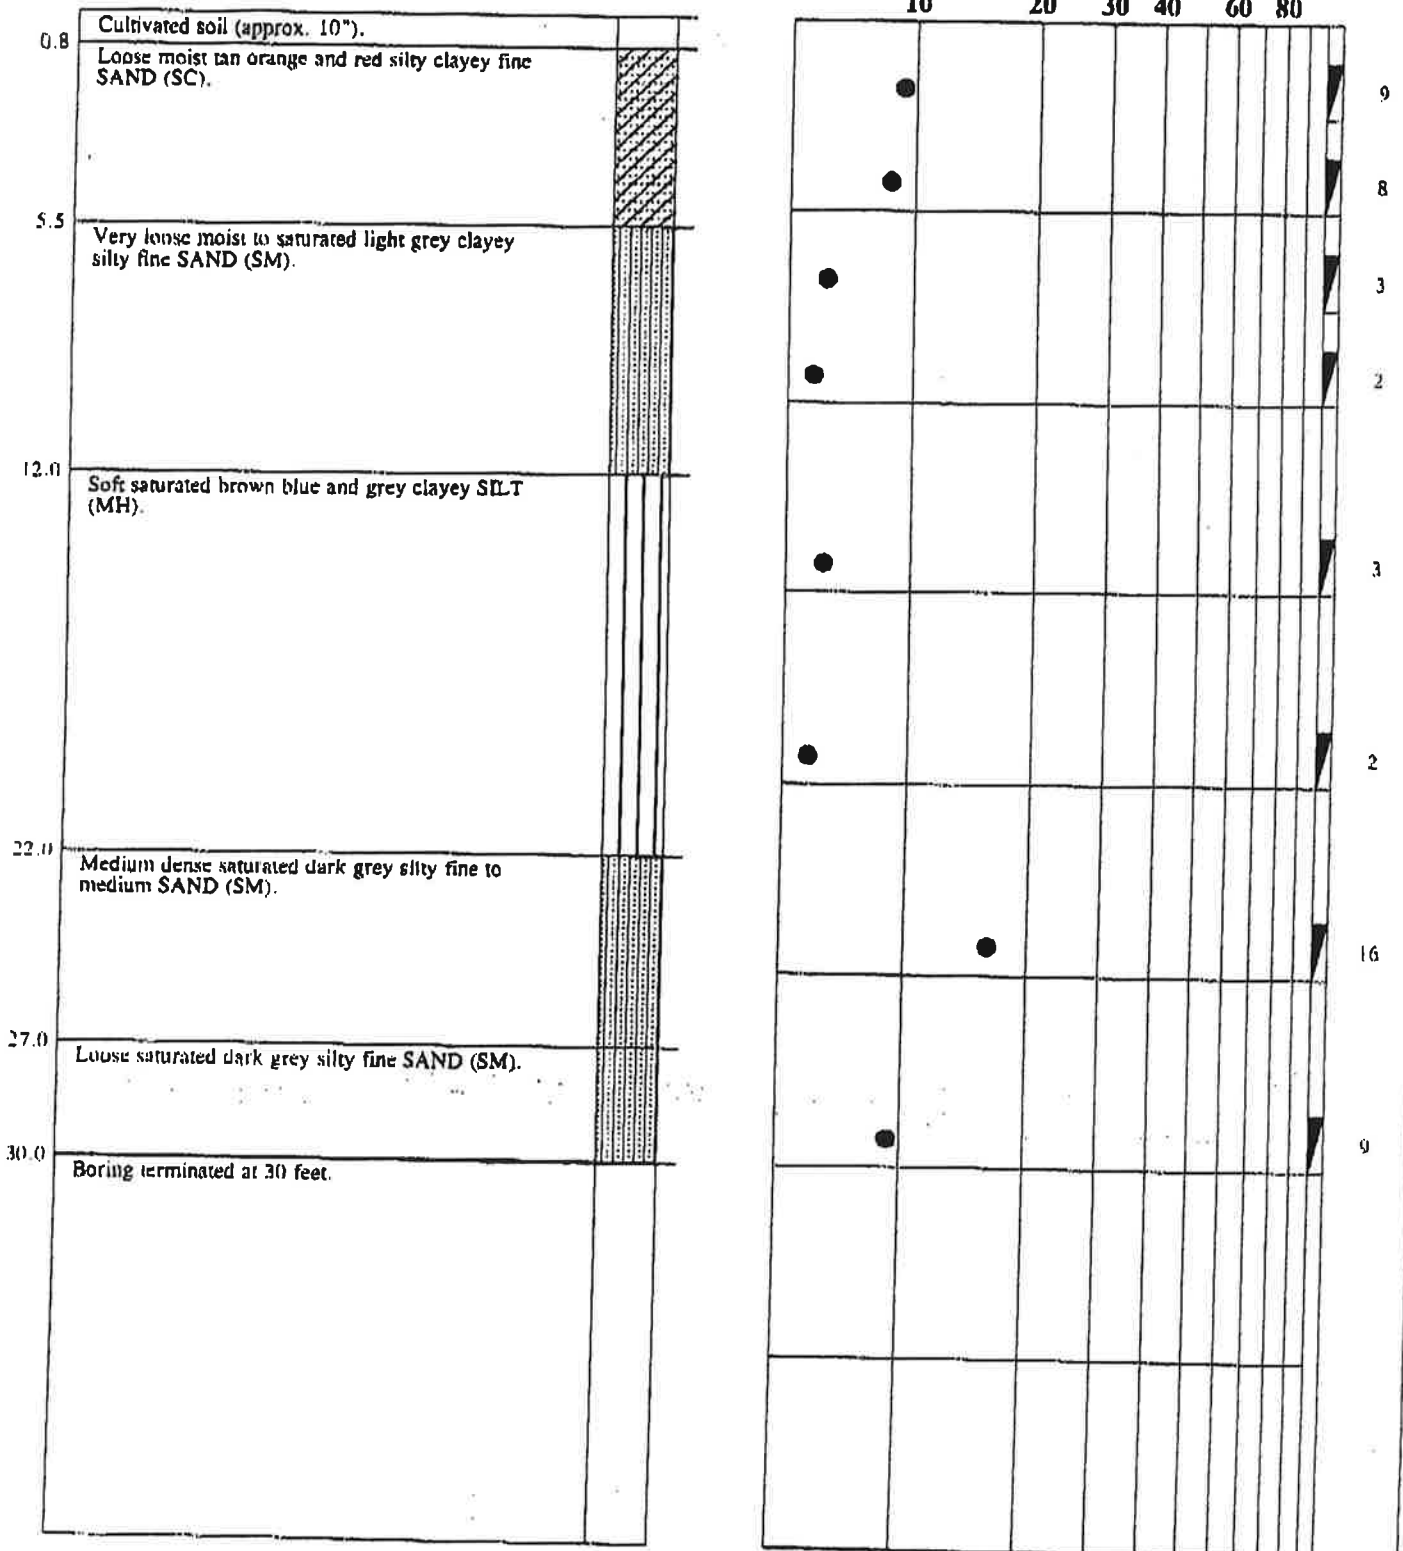 10 20 30 40 60 80
Cultivated soil (approx. 10").
0.8
Loose moist tan orange and red silty clayey fine
SAND (SC).
9
8
5.5
Very loose moist to saturated light grey clayey
silty fine SAND (SM).
3
2
12.0
Soft saturated brown blue and grey clayey SILT
(MH).
3
2
22.0
Medium dense saturated dark grey silty fine to
medium SAND (SM).
16
27.0
Loose saturated dark grey silty fine SAND (SM).
9
30.0
Boring terminated at 30 feet.